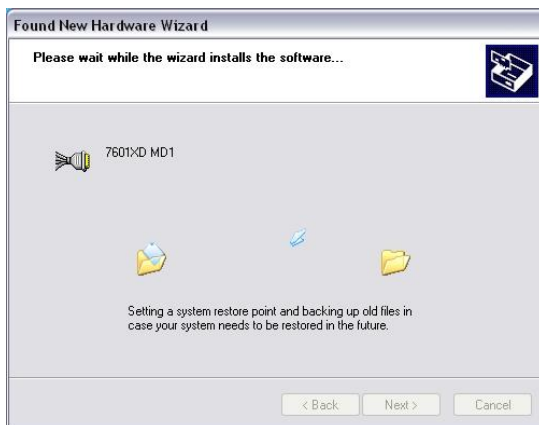 Found New Hardware Wizard
Please wait while the wizard installs the software...
7601XD MD1
Setting a system restore point and backing up old files in
case your system needs to be restored in the future.
< Back
Next >
Cancel